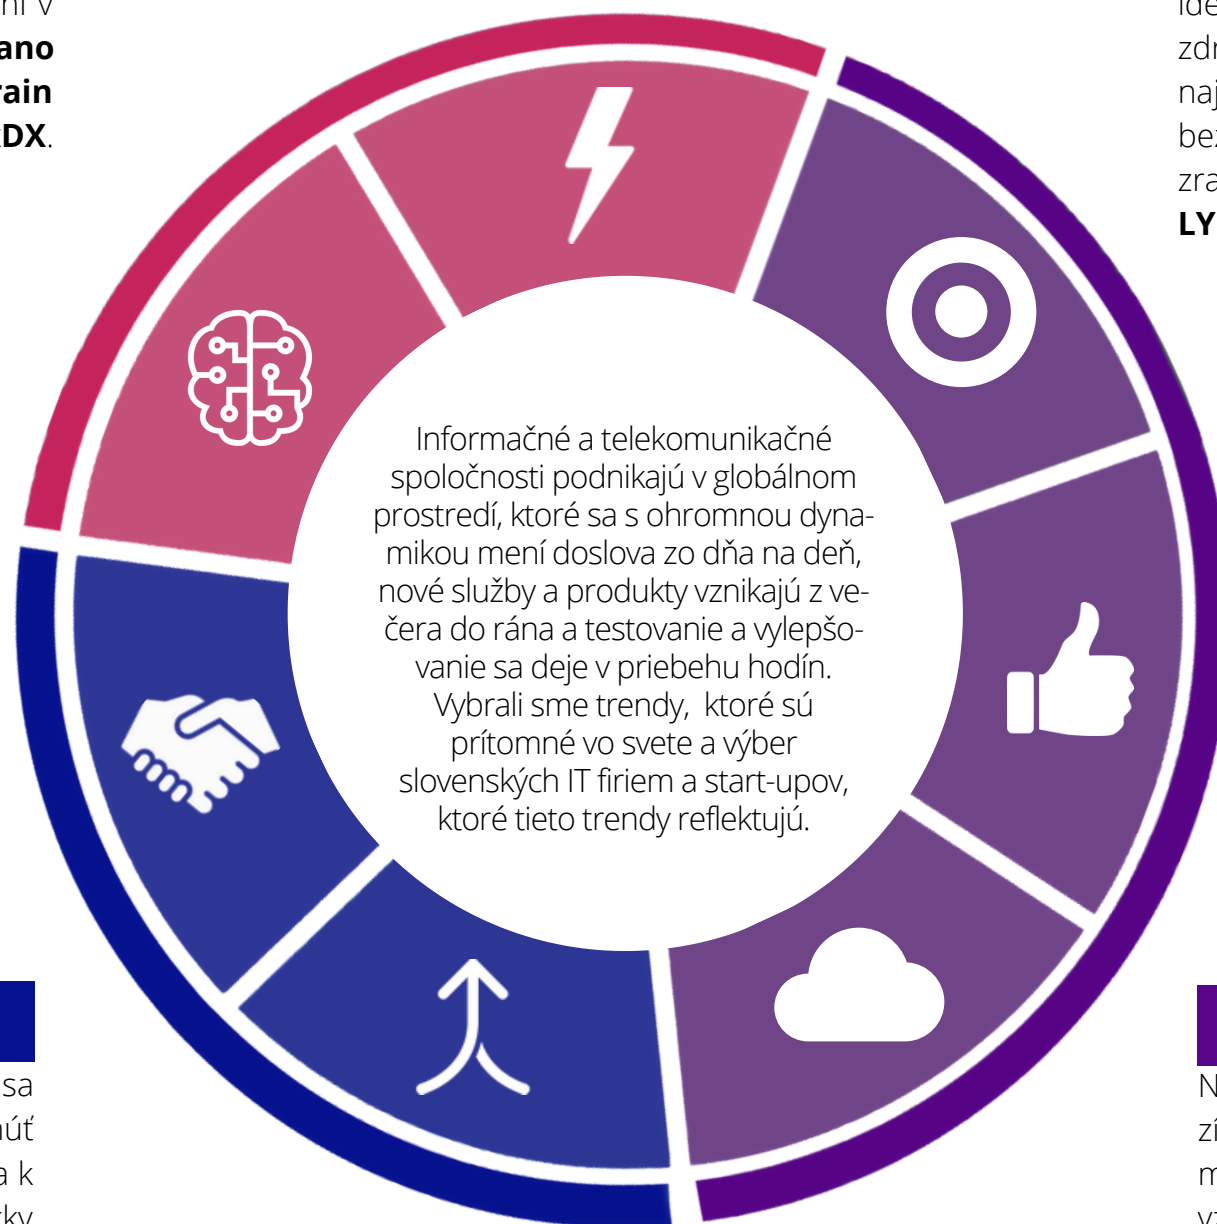 ano
rain
DX.
zdr
naj
LY
Informačné a telekomunikačné
spoločnosti podnikajú v globálnom
prostredí, ktoré sa s ohromnou dyna-
mikou mení doslova zo dňa na deň,
nové služby a produkty vznikajú z ve-
čera do rána a testovanie a vylepšo-
vanie sa deje v priebehu hodín.
Vybrali sme trendy, ktoré sú
prítomné vo svete a výber
slovenských IT firiem a start-upov,
ktoré tieto trendy reflektujú.
sa
núť
a k
N